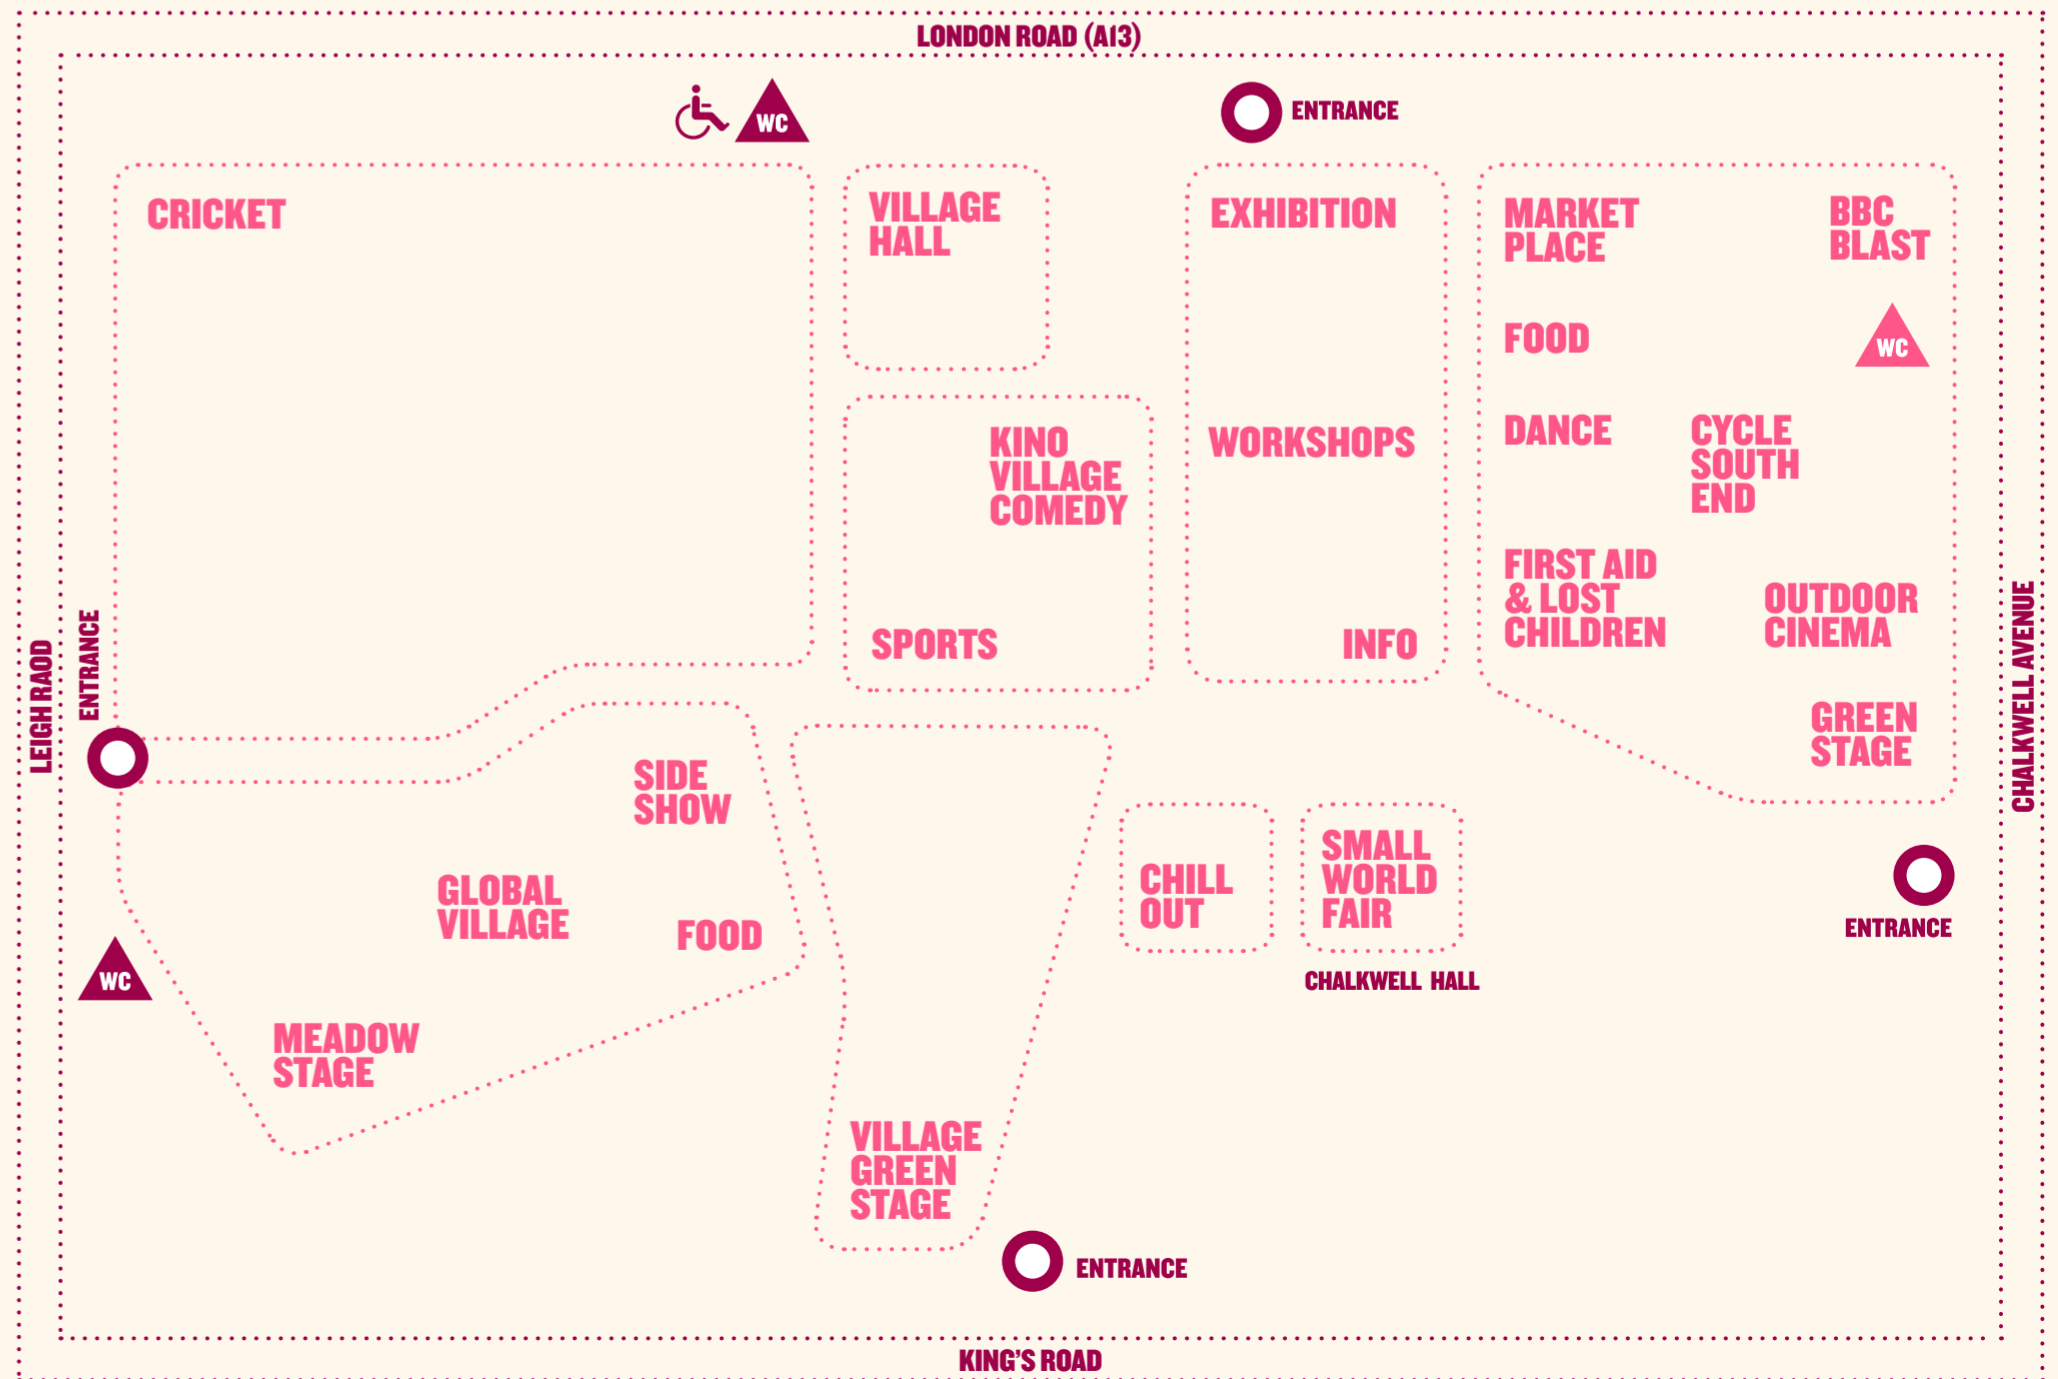 LONDON ROAD (A13)
WC
ENTRANCE
CRICKET
VILLAGE
HALL
EXHIBITION
MARKET
PLACE
BBC
BLAST
FOOD
WC
KINO
VILLAGE
COMEDY
WORKSHOPS
DANCE
CYCLE
SOUTH
END
FIRST AID
& LOST
CHILDREN
OUTDOOR
CINEMA
SPORTS
INFO
LEIGH RAOD
ENTRANCE
CHALKWELL AVENUE
GREEN
STAGE
SIDE
SHOW
GLOBAL
VILLAGE
FOOD
CHILL
OUT
SMALL
WORLD
FAIR
ENTRANCE
WC
CHALKWELL HALL
MEADOW
STAGE
VILLAGE
GREEN
STAGE
ENTRANCE
KING'S ROAD